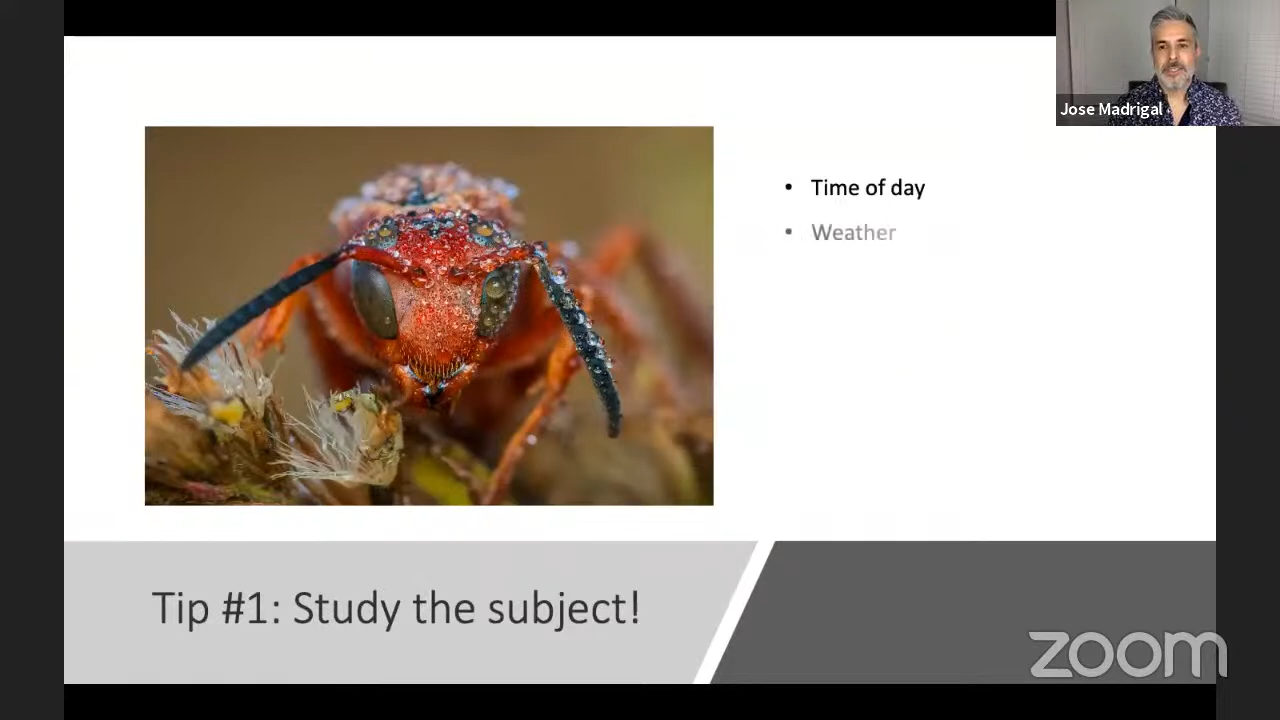 Jose Madrigal
• Time of day
• Weather
Tip #1: Study the subject!
zoom